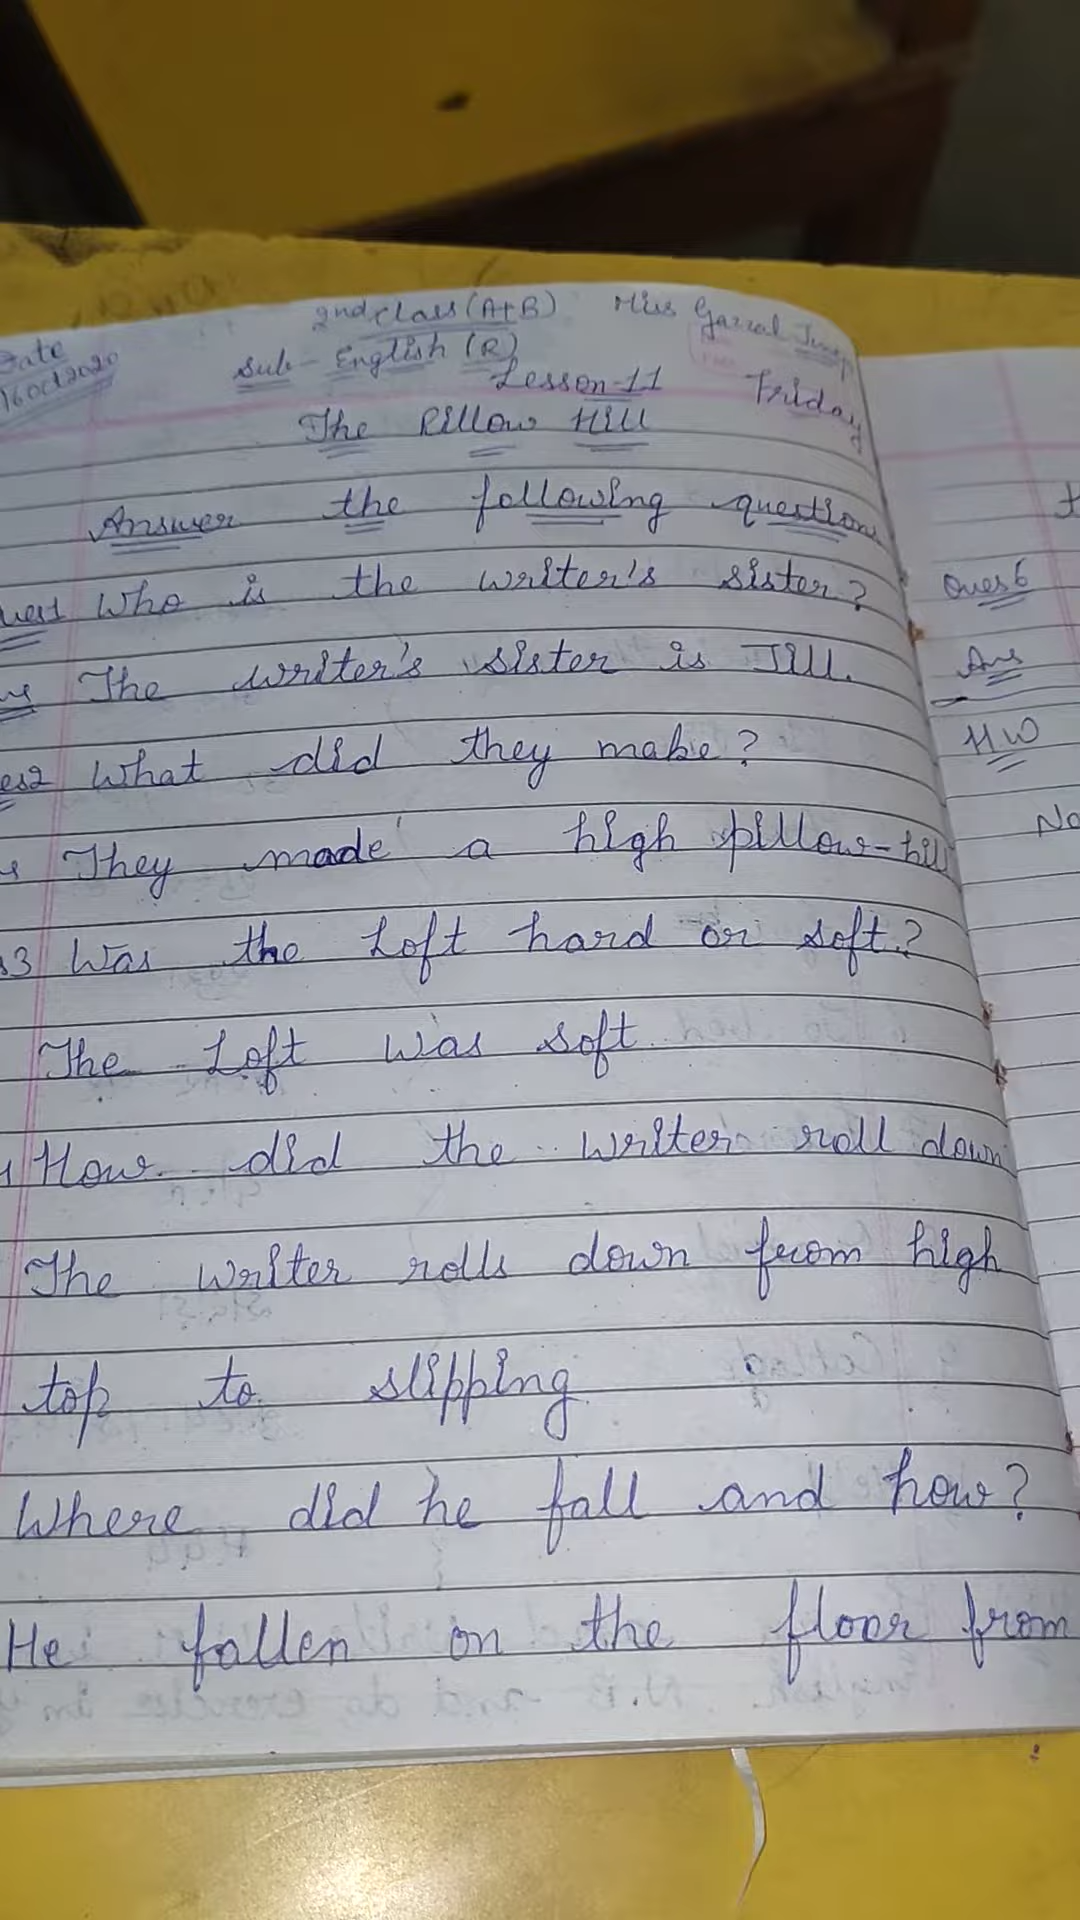 2nd class (A+B) Miss
Date Sub - English (R)
16 Oct 2020 Lesson-11 Friday
The Pillow Hill
Answer the following question
Who is the writer's sister?
The writer's sister is Jill.
What did they make?
They made a high pillow-hill
3 Was the Loft hard or soft?
The Loft was soft
How did the writer roll down
The writer rolls down from high
top to slipping
Where did he fall and how?
He fallen on the floor from
Ques 6
Ans
HW
No